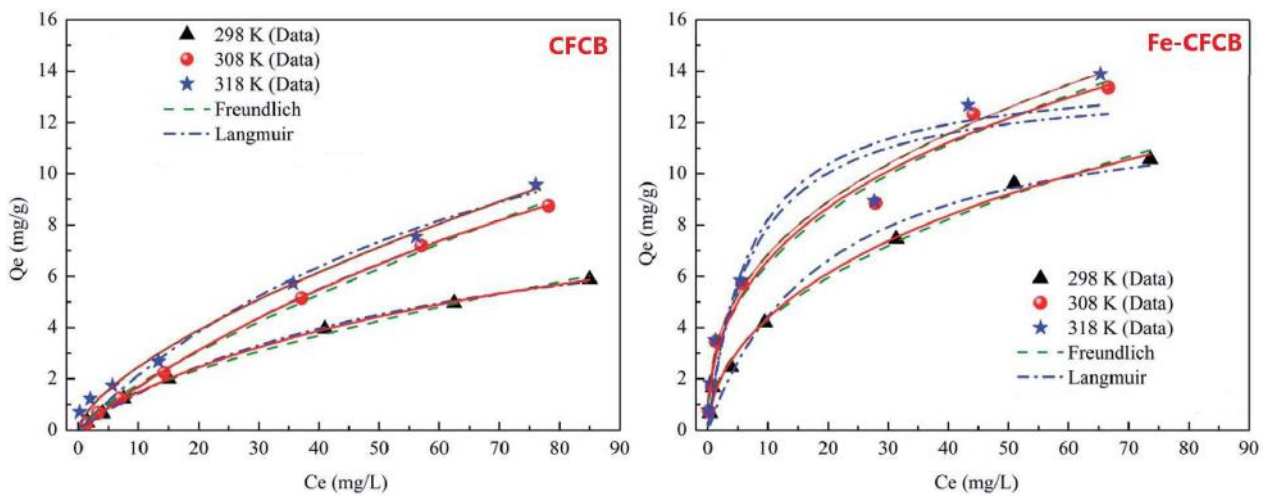 CFCB
298 K (Data)
308 K (Data)
318 K (Data)
Freundlich
Langmuir
16
14
12
10
8
6
4
2
0
Qe (mg/g)
0 10 20 30 40 50 60 70 80 90
Ce (mg/L)
Fe-CFCB
298 K (Data)
308 K (Data)
318 K (Data)
Freundlich
Langmuir
16
14
12
10
8
6
4
2
0
Qe (mg/g)
0 10 20 30 40 50 60 70 80 90
Ce (mg/L)